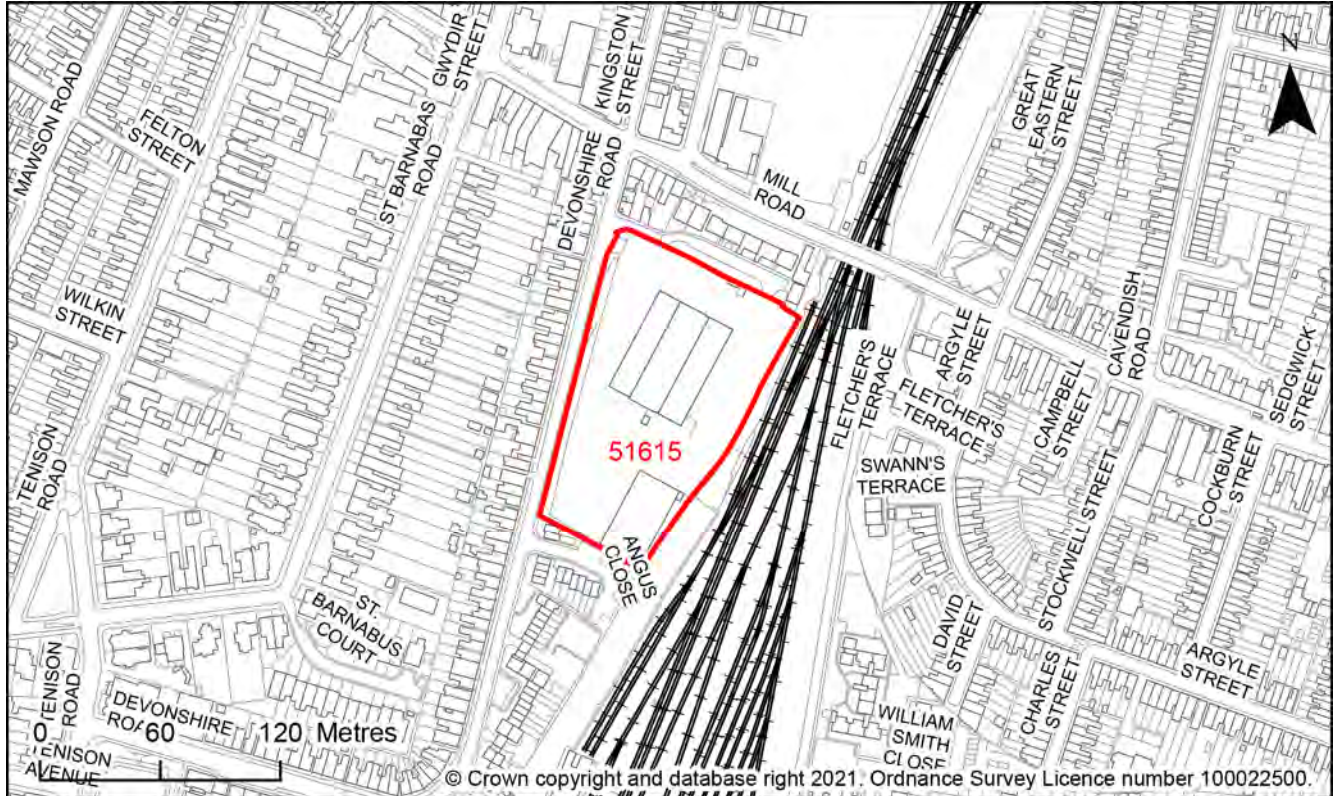 MAWSON ROAD
FELTON
STREET
ST BARNABAS
ROAD
GWYDIR
STREET
KINGSTON
STREET
DEVONSHIRE
ROAD
MILL
ROAD
GREAT
EASTERN
STREET
N
WILKIN
STREET
TENISON
ROAD
51615
FLETCHER'S
TERRACE
ARGYLE
STREET
FLETCHER'S
TERRACE
CAMPBELL
STREET
CAVENDISH
ROAD
SEDGWICK
STREET
SWANN'S
TERRACE
STOCKWELL STREET
COCKBURN
STREET
ANGUS
CLOSE
ST.
BARNABUS
COURT
DAVID
STREET
CHARLES
STREET
ARGYLE
STREET
WILLIAM
SMITH
CLOSE
TENISON
ROAD
DEVONSHIRE
ROAD
TENISON
AVENUE
0 60 120 Metres
© Crown copyright and database right 2021. Ordnance Survey Licence number 100022500.